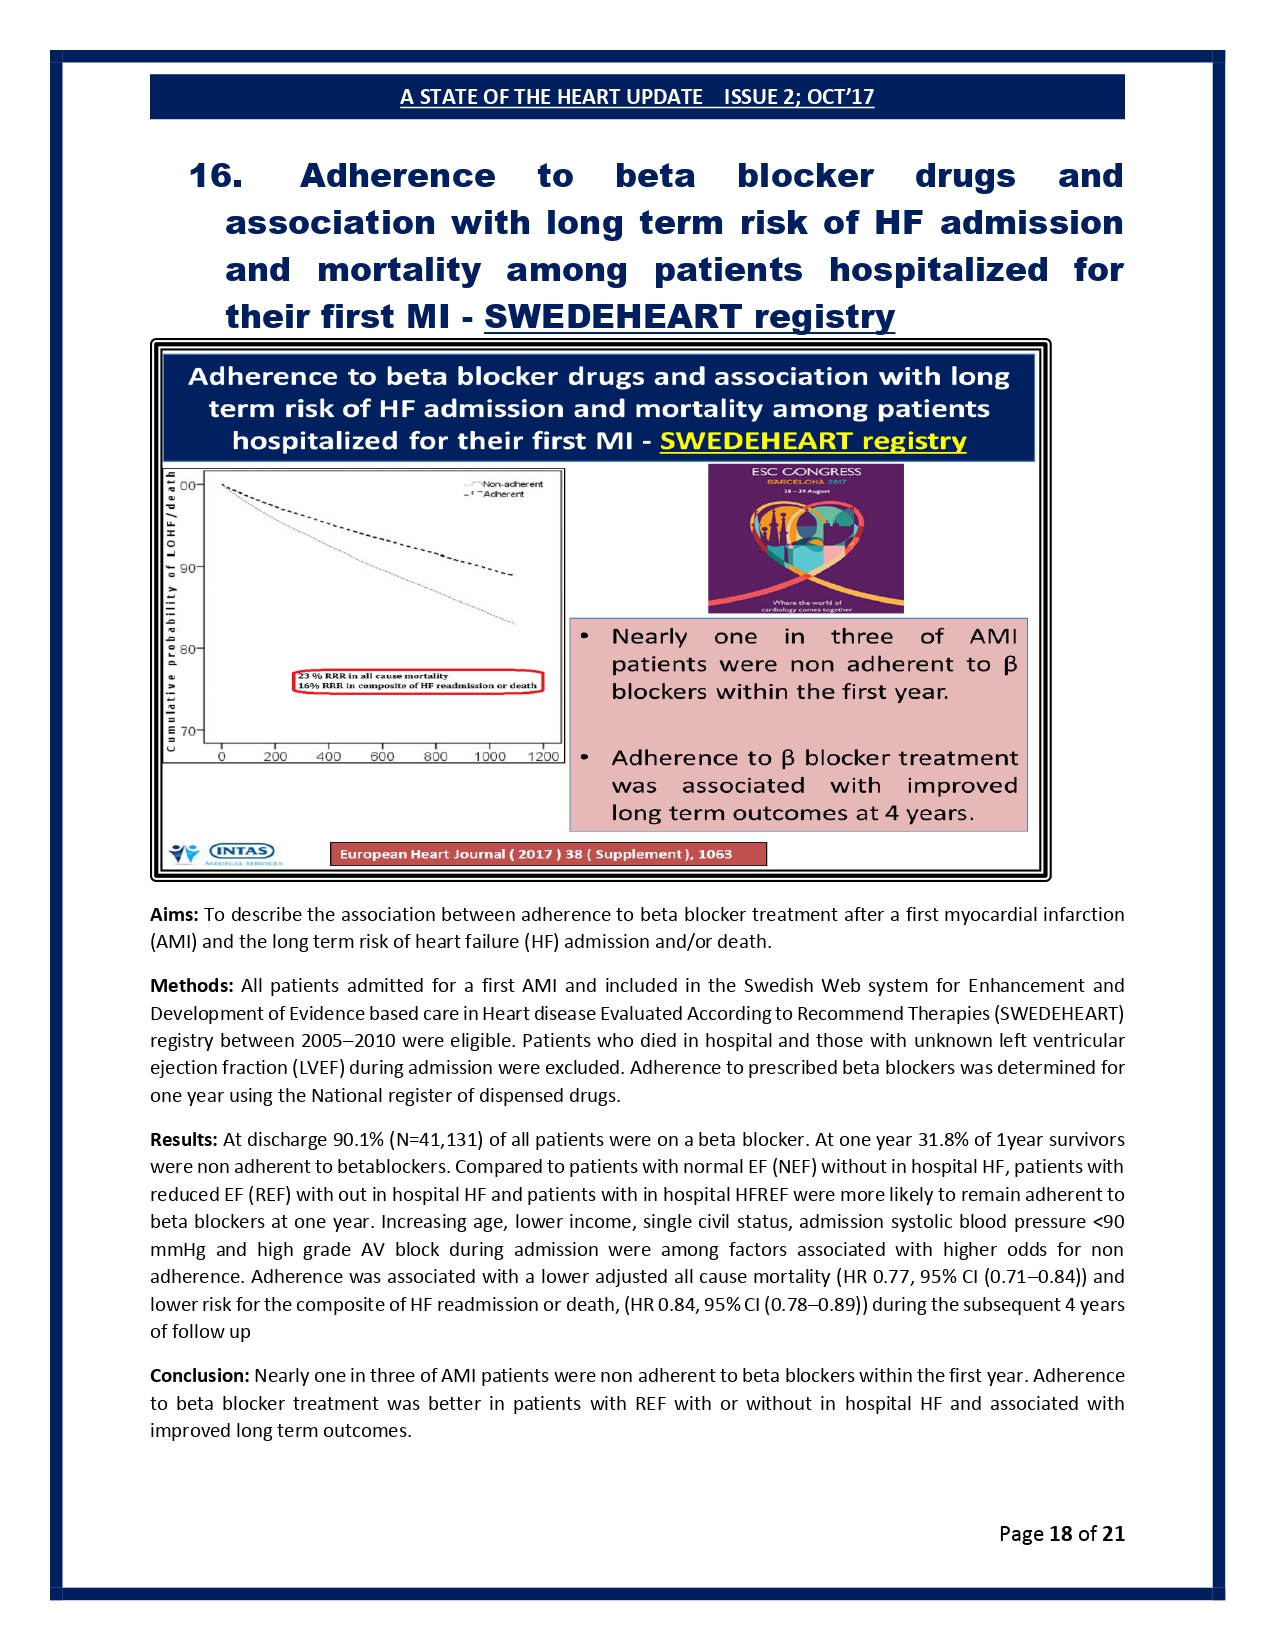 A STATE OF THE HEART UPDATE    ISSUE 2; OCT’17
16. Adherence to beta blocker drugs and
association with long term risk of HF admission
and mortality among patients hospitalized for
their first MI - SWEDEHEART registry
Adherence to beta blocker drugs and association with long
term risk of HF admission and mortality among patients
hospitalized for their first MI - SWEDEHEART registry
Cumulative probability of LOHF/death
00
90
80
70
0 200 400 600 800 1000 1200
Non-adherent
Adherent
23 % RRR in all cause mortality
16% RRR in composite of HF readmission or death
ESC CONGRESS
BARCELONA 2017
26 – 30 August
Where the world of
cardiology comes together
• Nearly one in three of AMI
patients were non adherent to β
blockers within the first year.
• Adherence to β blocker treatment
was associated with improved
long term outcomes at 4 years.
INTAS
MEDICAL SERVICES
European Heart Journal ( 2017 ) 38 ( Supplement ), 1063
Aims: To describe the association between adherence to beta blocker treatment after a first myocardial infarction
(AMI) and the long term risk of heart failure (HF) admission and/or death.
Methods: All patients admitted for a first AMI and included in the Swedish Web system for Enhancement and
Development of Evidence based care in Heart disease Evaluated According to Recommend Therapies (SWEDEHEART)
registry between 2005–2010 were eligible. Patients who died in hospital and those with unknown left ventricular
ejection fraction (LVEF) during admission were excluded. Adherence to prescribed beta blockers was determined for
one year using the National register of dispensed drugs.
Results: At discharge 90.1% (N=41,131) of all patients were on a beta blocker. At one year 31.8% of 1year survivors
were non adherent to betablockers. Compared to patients with normal EF (NEF) without in hospital HF, patients with
reduced EF (REF) with out in hospital HF and patients with in hospital HFREF were more likely to remain adherent to
beta blockers at one year. Increasing age, lower income, single civil status, admission systolic blood pressure <90
mmHg and high grade AV block during admission were among factors associated with higher odds for non
adherence. Adherence was associated with a lower adjusted all cause mortality (HR 0.77, 95% CI (0.71–0.84)) and
lower risk for the composite of HF readmission or death, (HR 0.84, 95% CI (0.78–0.89)) during the subsequent 4 years
of follow up
Conclusion: Nearly one in three of AMI patients were non adherent to beta blockers within the first year. Adherence
to beta blocker treatment was better in patients with REF with or without in hospital HF and associated with
improved long term outcomes.
Page 18 of 21